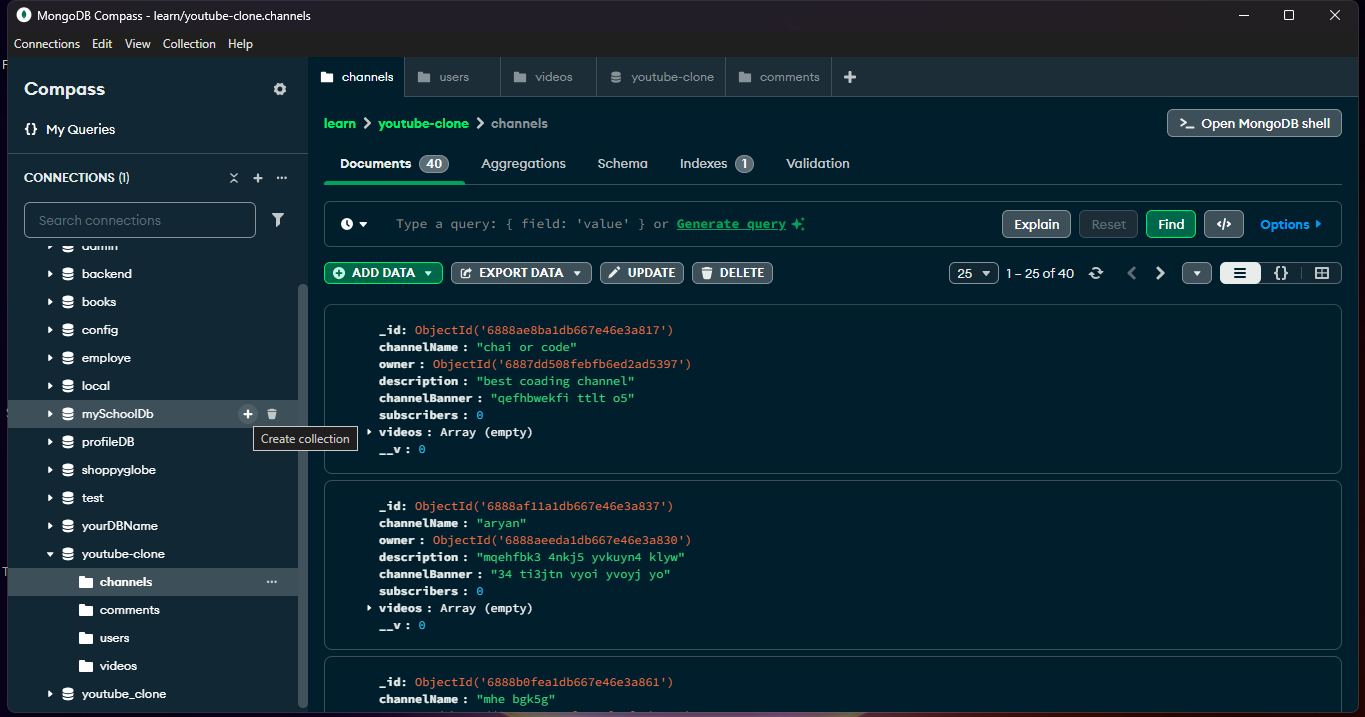 MongoDB Compass - learn/youtube-clone.channels
Connections Edit View Collection Help
Compass
{} My Queries
CONNECTIONS (1)
Search connections
admin
backend
books
config
employe
local
mySchoolDb
Create collection
profileDB
shoppyglobe
test
yourDBName
youtube-clone
channels
comments
users
videos
youtube_clone
channels users videos youtube-clone comments
learn > youtube-clone > channels
>_ Open MongoDB shell
Documents 40 Aggregations Schema Indexes 1 Validation
Type a query: { field: 'value' } or Generate query
Explain Reset Find </> Options
ADD DATA EXPORT DATA UPDATE DELETE
25 1 – 25 of 40 {}
_id: ObjectId('6888ae8ba1db667e46e3a817')
channelName : "chai or code"
owner : ObjectId('6887dd508febfb6ed2ad5397')
description : "best coading channel"
channelBanner : "qefhbwekfi ttlt o5"
subscribers : 0
videos : Array (empty)
__v : 0
_id: ObjectId('6888af11a1db667e46e3a837')
channelName : "aryan"
owner : ObjectId('6888aeeda1db667e46e3a830')
description : "mqehfbk3 4nkj5 yvkuyn4 klyw"
channelBanner : "34 ti3jtn vyoi yvoyj yo"
subscribers : 0
videos : Array (empty)
__v : 0
_id: ObjectId('6888b0fea1db667e46e3a861')
channelName : "mhe bgk5g"